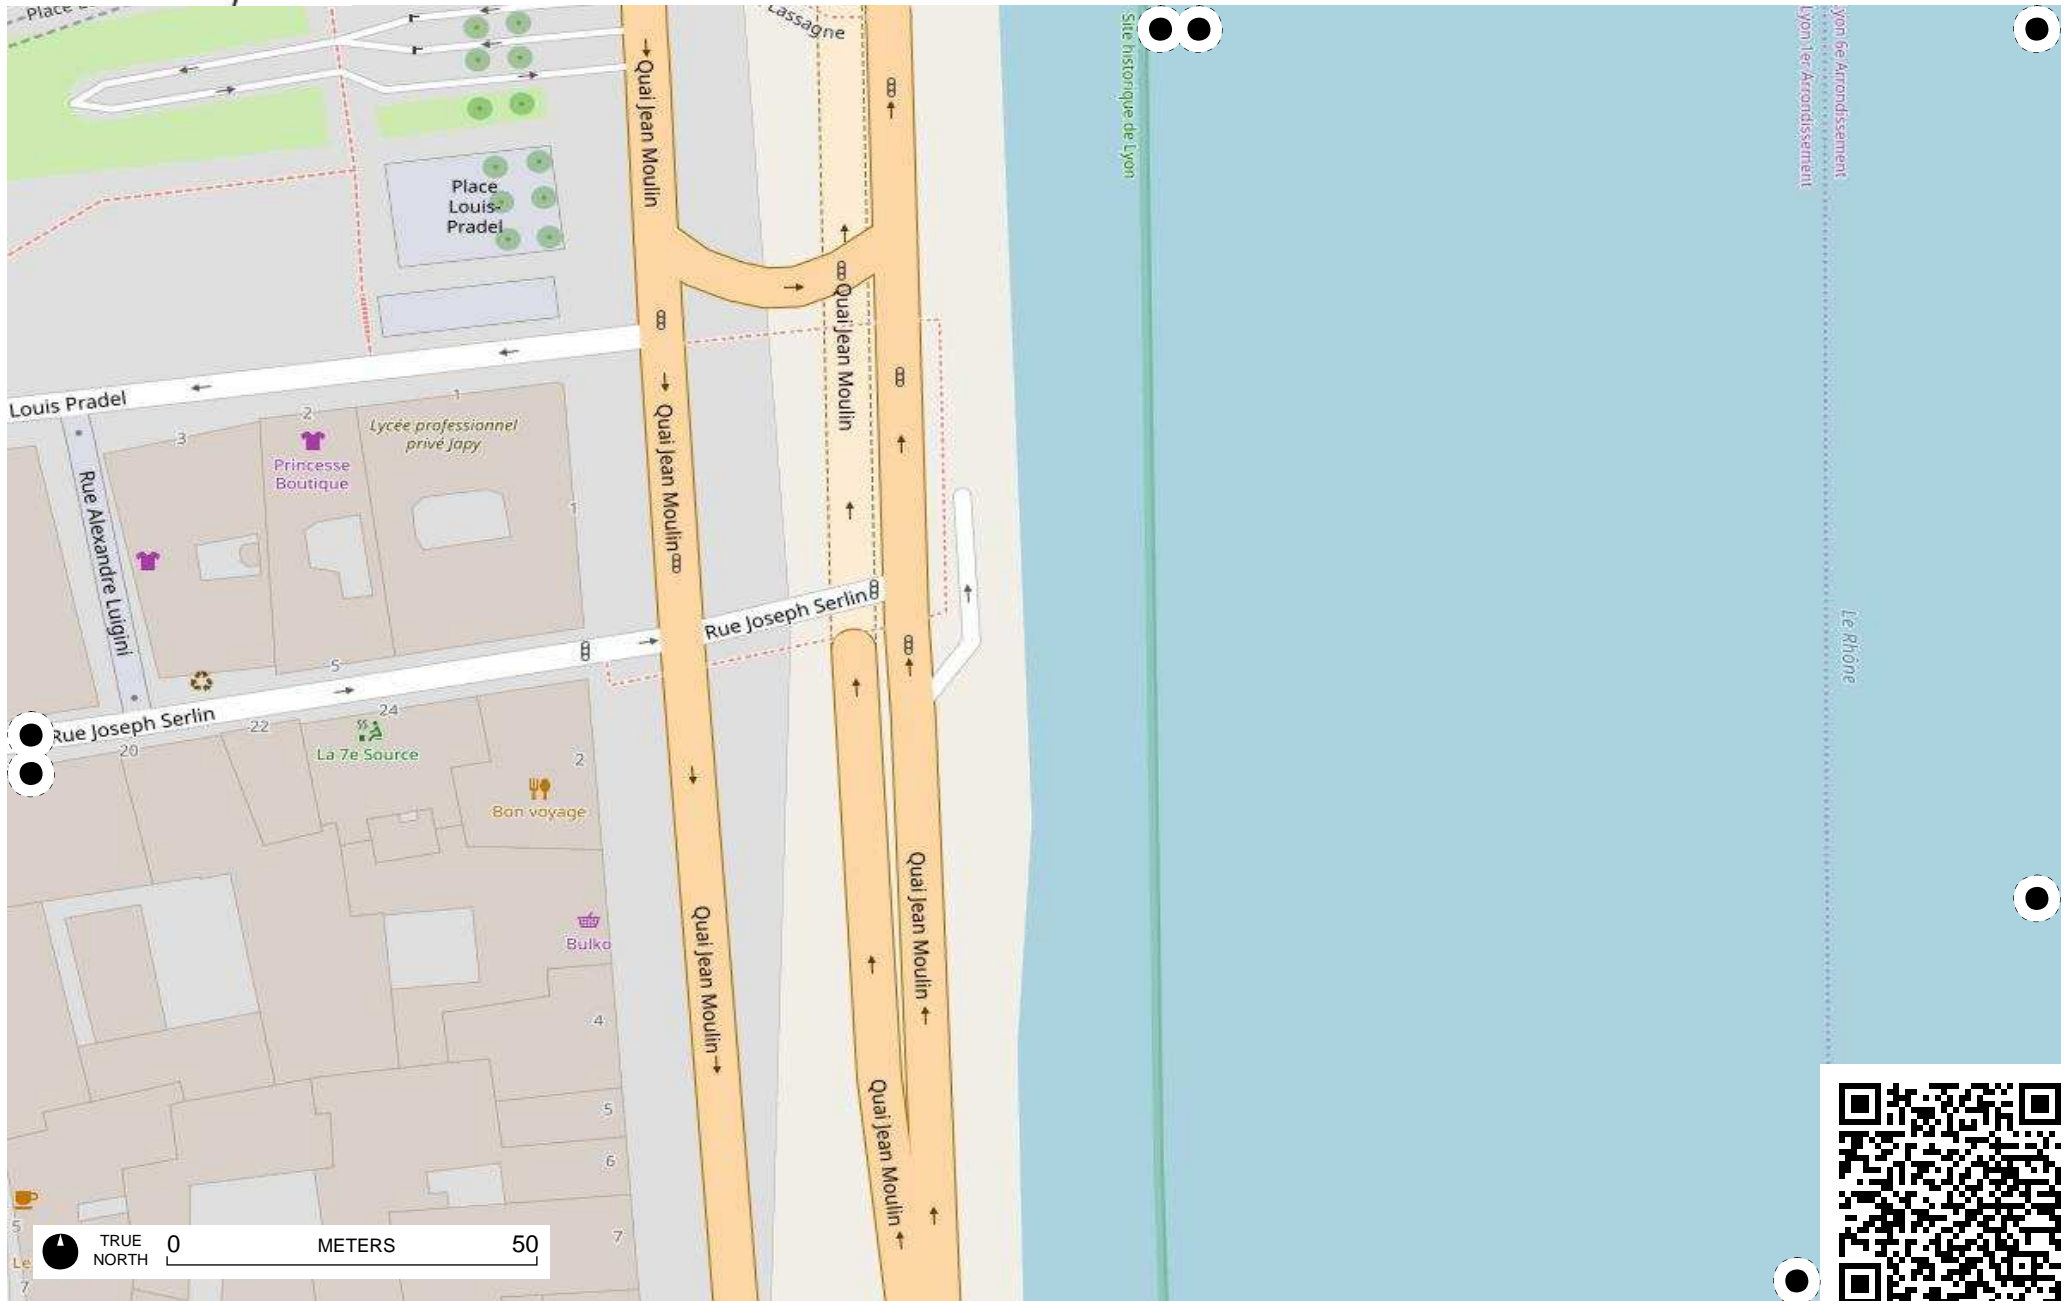 Place
Lassagne
Site historique de Lyon
Lyon 1er Arrondissement
Lyon 6e Arrondissement
Quai Jean Moulin
Place
Louis-
Pradel
Quai Jean Moulin
Louis Pradel
1
2
3
Lycée professionnel
privé Japy
Princesse
Boutique
Quai Jean Moulin
1
Rue Alexandre Luigini
Rue Joseph Serlin
Le Rhône
5
Rue Joseph Serlin
24
22
20
La 7e Source
2
Bon voyage
Quai Jean Moulin
Quai Jean Moulin
Bulko
4
5
Quai Jean Moulin
6
5
7
Le
7
TRUE
NORTH
0 METERS 50